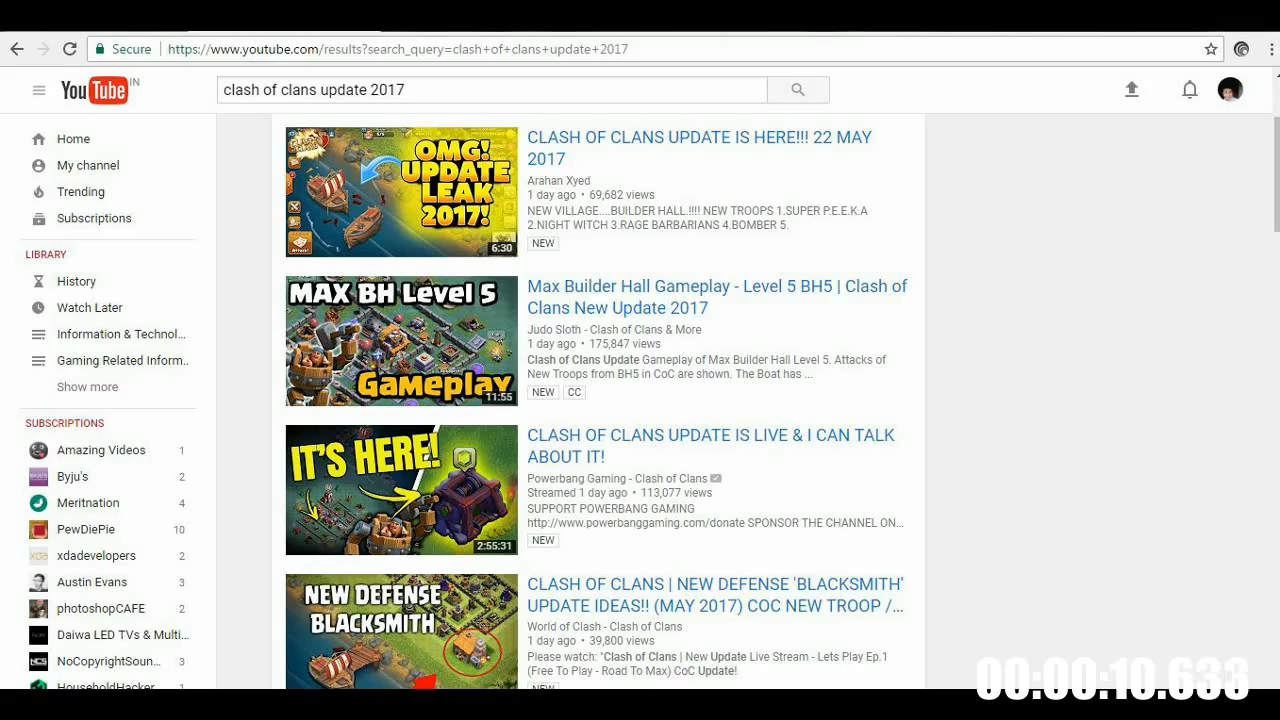 Secure https://www.youtube.com/results?search_query=clash+of+clans+update+2017
YouTube IN
clash of clans update 2017
Home
My channel
Trending
Subscriptions
LIBRARY
History
Watch Later
Information & Technol...
Gaming Related Inform..
Show more
SUBSCRIPTIONS
Amazing Videos 1
Byju's 2
Meritnation 4
PewDiePie 10
xdadevelopers 2
Austin Evans 3
photoshopCAFE 2
Daiwa LED TVs & Multi...
NoCopyrightSoun... 3
HouseholdHacker 1
OMG!
UPDATE
LEAK
2017!
6:30
CLASH OF CLANS UPDATE IS HERE!!! 22 MAY
2017
Arahan Xyed
1 day ago • 69,682 views
NEW VILLAGE....BUILDER HALL.!!!! NEW TROOPS 1.SUPER P.E.E.K.A
2.NIGHT WITCH 3.RAGE BARBARIANS 4.BOMBER 5.
NEW
MAX BH Level 5
Gameplay
11:55
Max Builder Hall Gameplay - Level 5 BH5 | Clash of
Clans New Update 2017
Judo Sloth - Clash of Clans & More
1 day ago • 175,847 views
Clash of Clans Update Gameplay of Max Builder Hall Level 5. Attacks of
New Troops from BH5 in CoC are shown. The Boat has ...
NEW CC
IT'S HERE!
2:55:31
CLASH OF CLANS UPDATE IS LIVE & I CAN TALK
ABOUT IT!
Powerbang Gaming - Clash of Clans
Streamed 1 day ago • 113,077 views
SUPPORT POWERBANG GAMING
http://www.powerbanggaming.com/donate SPONSOR THE CHANNEL ON...
NEW
NEW DEFENSE
BLACKSMITH
CLASH OF CLANS | NEW DEFENSE 'BLACKSMITH'
UPDATE IDEAS!! (MAY 2017) COC NEW TROOP /...
World of Clash - Clash of Clans
1 day ago • 39,800 views
Please watch: "Clash of Clans | New Update Live Stream - Lets Play Ep.1
(Free To Play - Road To Max) CoC Update!
NEW
00:00:10.633